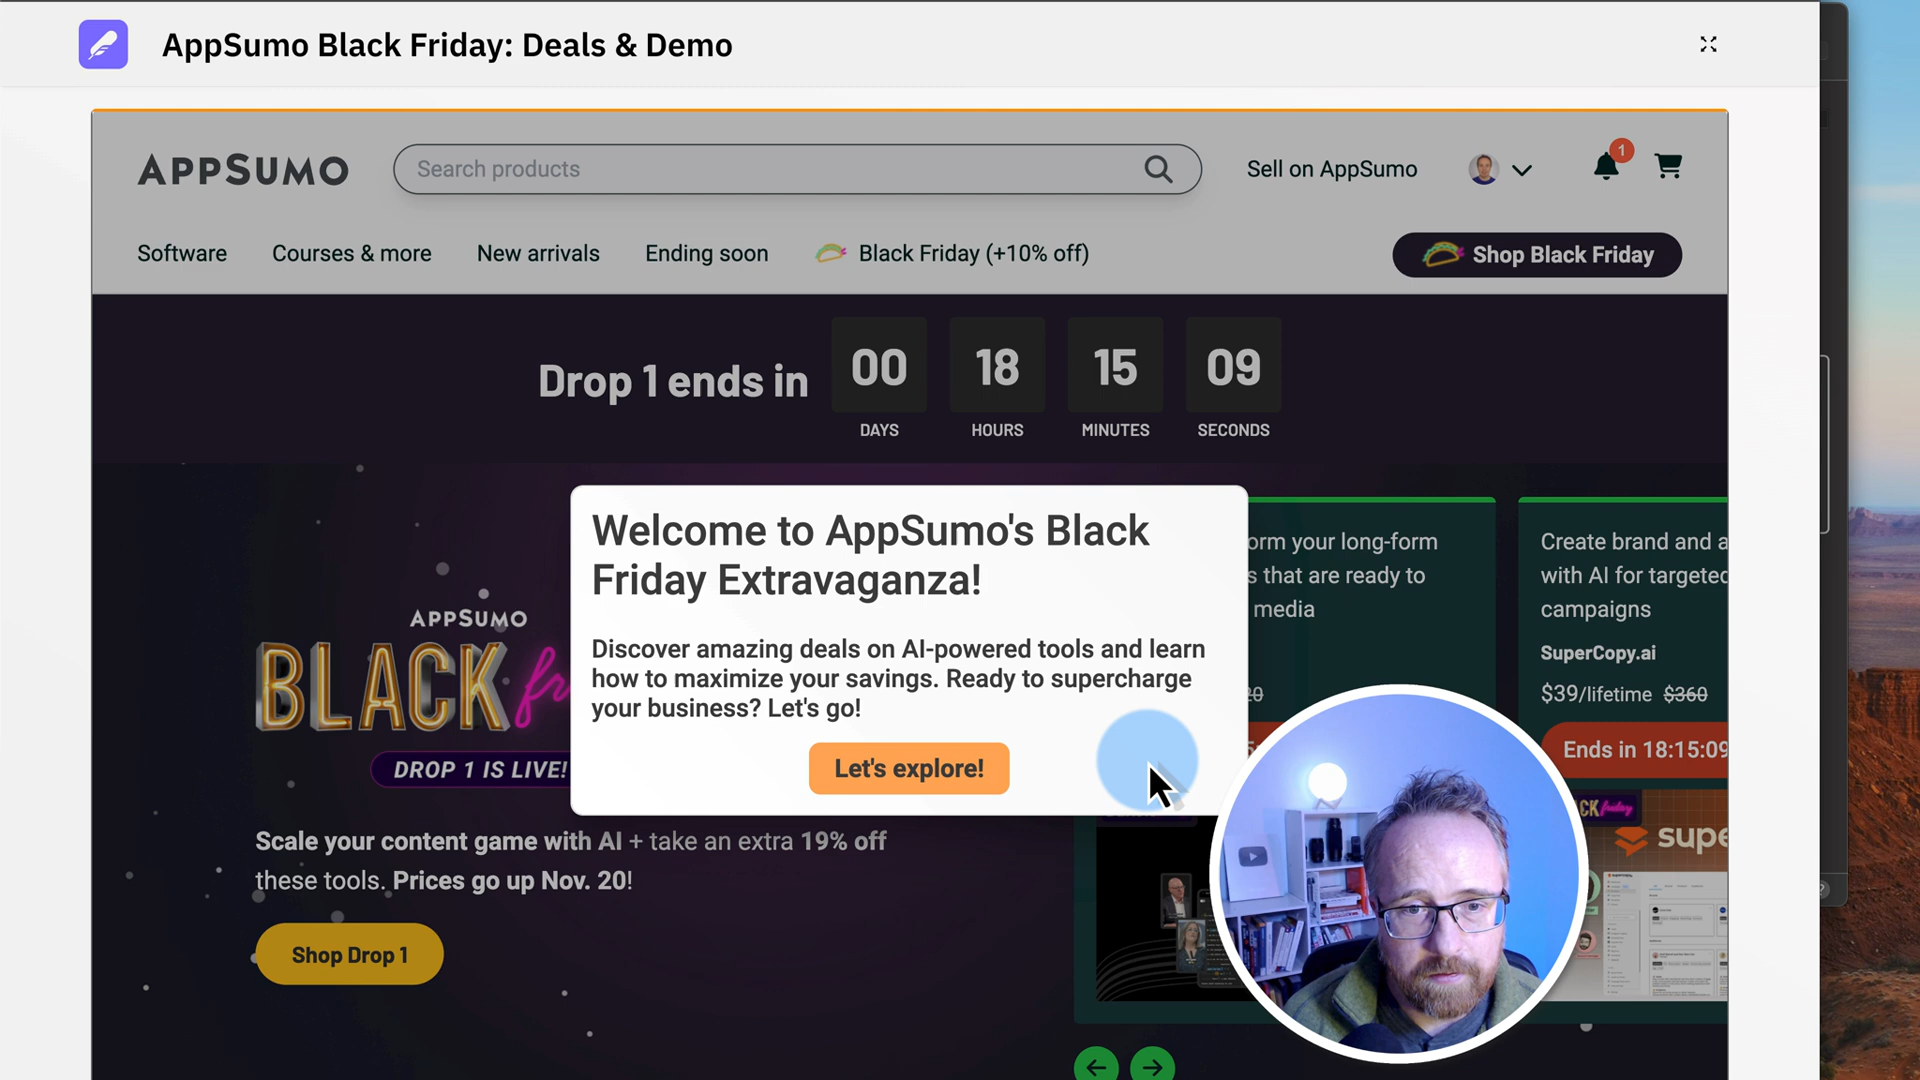 AppSumo Black Friday: Deals & Demo
APPSUMO
Search products
Sell on AppSumo
1
Software
Courses & more
New arrivals
Ending soon
Black Friday (+10% off)
Shop Black Friday
Drop 1 ends in
00
18
15
09
DAYS
HOURS
MINUTES
SECONDS
Welcome to AppSumo's Black
Friday Extravaganza!
Discover amazing deals on AI-powered tools and learn
how to maximize your savings. Ready to supercharge
your business? Let's go!
Let's explore!
APPSUMO
BLACK fr
DROP 1 IS LIVE!
Scale your content game with AI + take an extra 19% off
these tools. Prices go up Nov. 20!
Shop Drop 1
orm your long-form
s that are ready to
media
Create brand and a
with AI for targeted
campaigns
SuperCopy.ai
$39/lifetime $360
Ends in 18:15:09
CK friday
supe